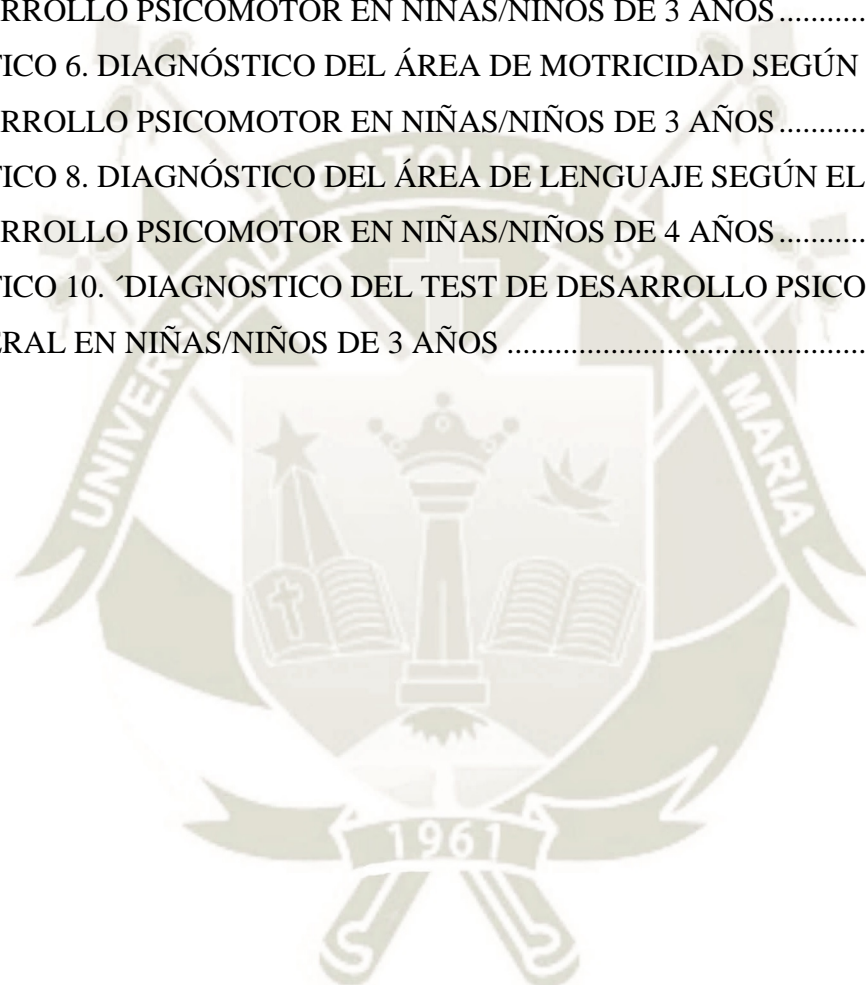 RROLLO PSICOMOTOR EN NIÑAS/NIÑOS DE 3 AÑOS...........
ICO 6. DIAGNÓSTICO DEL ÁREA DE MOTRICIDAD SEGÚN
RROLLO PSICOMOTOR EN NIÑAS/NIÑOS DE 3 AÑOS...........
ICO 8. DIAGNÓSTICO DEL ÁREA DE LENGUAJE SEGÚN EL
RROLLO PSICOMOTOR EN NIÑAS/NIÑOS DE 4 AÑOS...........
ICO 10. ´DIAGNOSTICO DEL TEST DE DESARROLLO PSICO
RAL EN NIÑAS/NIÑOS DE 3 AÑOS ..........................................
UNIVERSIDAD CATOLICA SANTA MARIA
1961